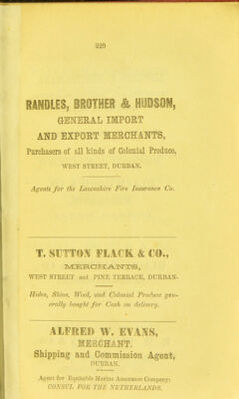 229
RANDLES, BROTHER & HUDSON,
GENERAL IMPORT
AND EXPORT MERCHANTS,
Purchasers of all kinds of Colonial Produce,
WEST STREET, DURBAN.
Agents for the Lancashire Fire Insurance Co.
T. SUTTON FLACK & CO.,
MERCHANTS,
WEST STREET and PINE TERRACE, DURBAN.
Hides, Skins, Wool, and Colonial Produce gen-
erally bought for Cash on delivery.
ALFRED W. EVANS,
MERCHANT.
Shipping and Commission Agent,
DURBAN.
Agent for Equitable Marine Assurance Company;
CONSUL FOR THE NETHERLANDS.